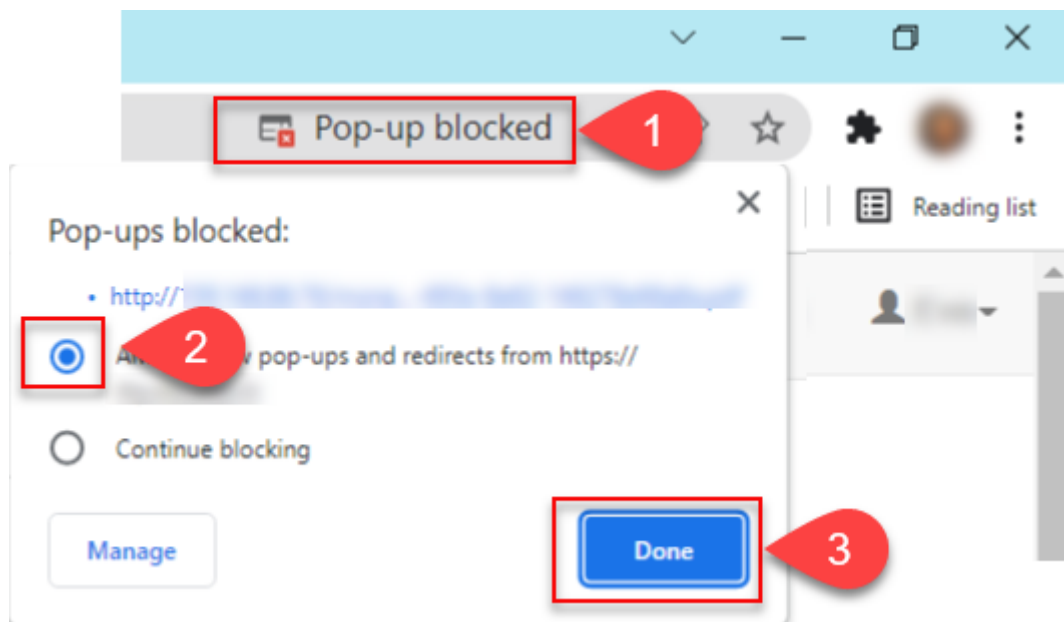 Pop-up blocked
1
Reading list
Pop-ups blocked:
• http://
2
pop-ups and redirects from https://
Continue blocking
Manage
Done
3